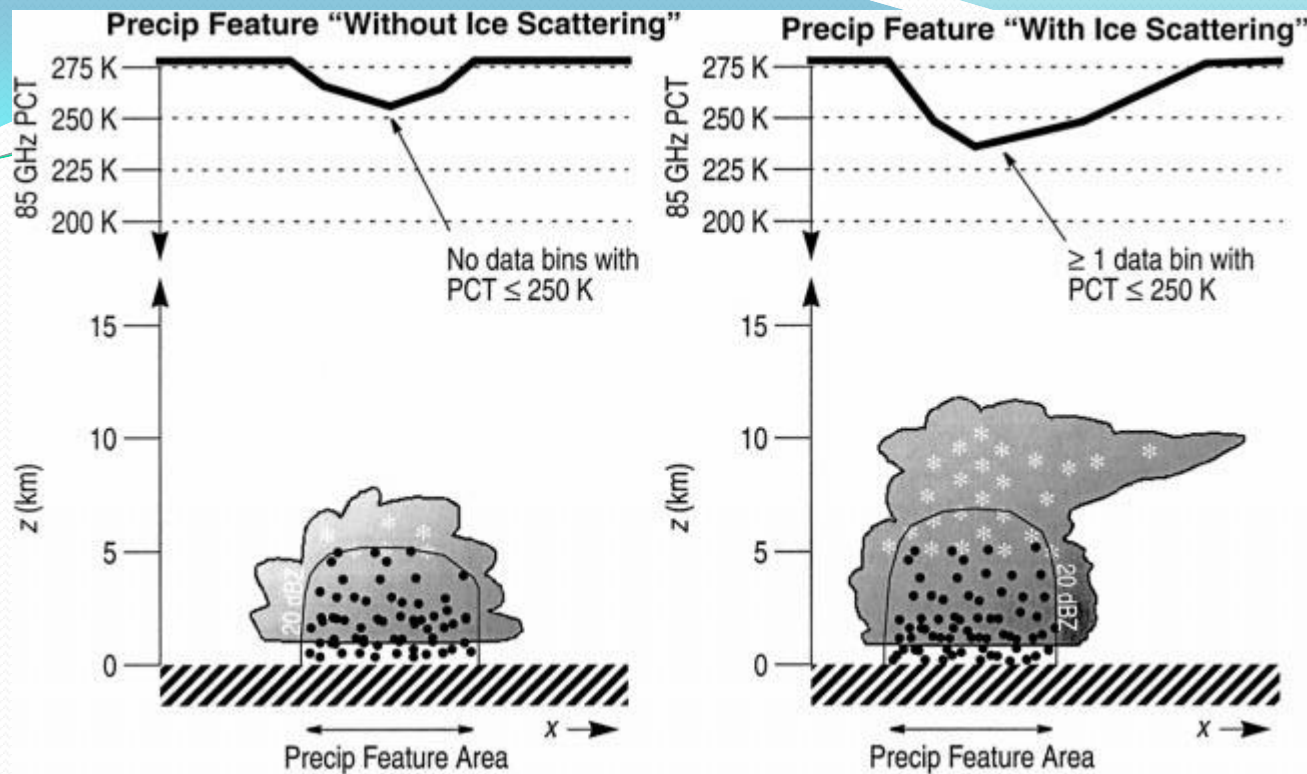 Precip Feature “Without Ice Scattering”
275 K
250 K
225 K
200 K
85 GHz PCT
No data bins with
PCT ≤ 250 K
15
10
5
0
z (km)
20 dBZ
x
Precip Feature Area
Precip Feature “With Ice Scattering”
275 K
250 K
225 K
200 K
85 GHz PCT
≥ 1 data bin with
PCT ≤ 250 K
15
10
5
0
z (km)
20 dBZ
x
Precip Feature Area